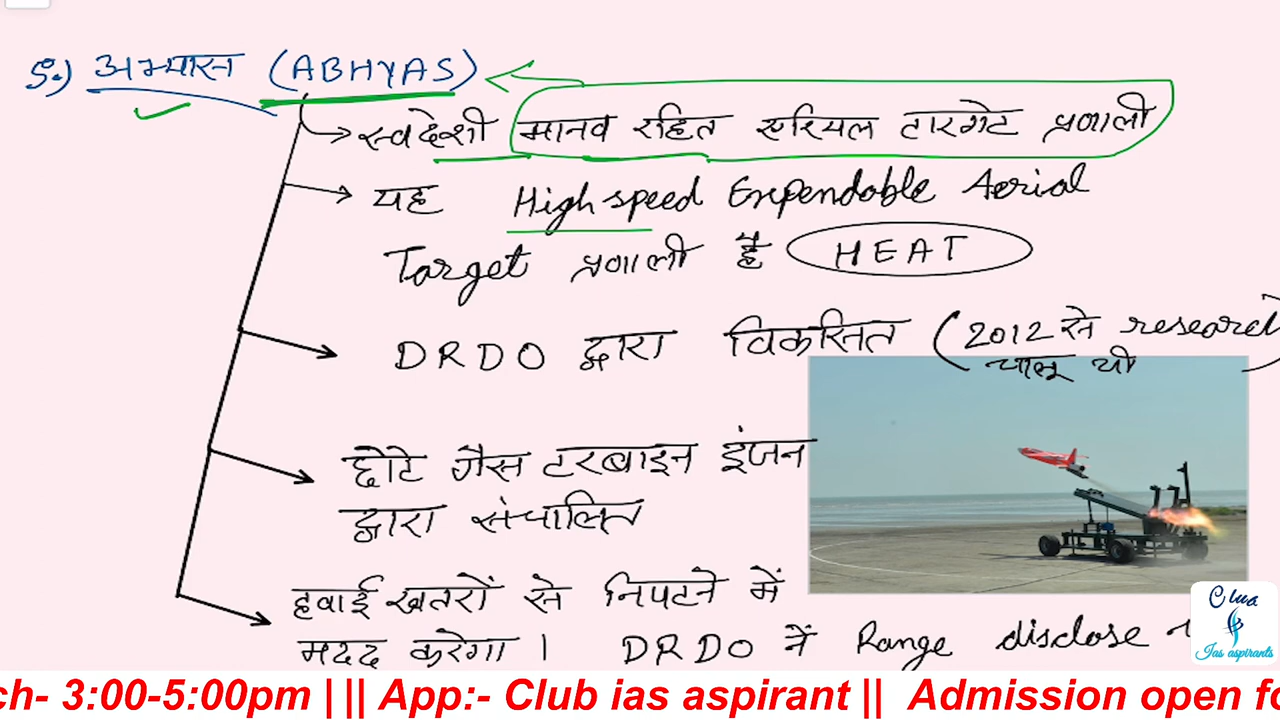 5.) अभ्यास (ABHYAS)
स्वदेशी मानव रहित एरियल टारगेट प्रणाली
यह High speed Expendable Aerial
Target प्रणाली है HEAT
DRDO द्वारा विकसित (2012 से research
चालू थी)
छोटे गैस टरबाइन इंजन
द्वारा संचालित
हवाई खतरों से निपटने में
मदद करेगा। DRDO ने Range disclose
Club
Ias aspirants
ch- 3:00-5:00pm | || App:- Club ias aspirant || Admission open fo